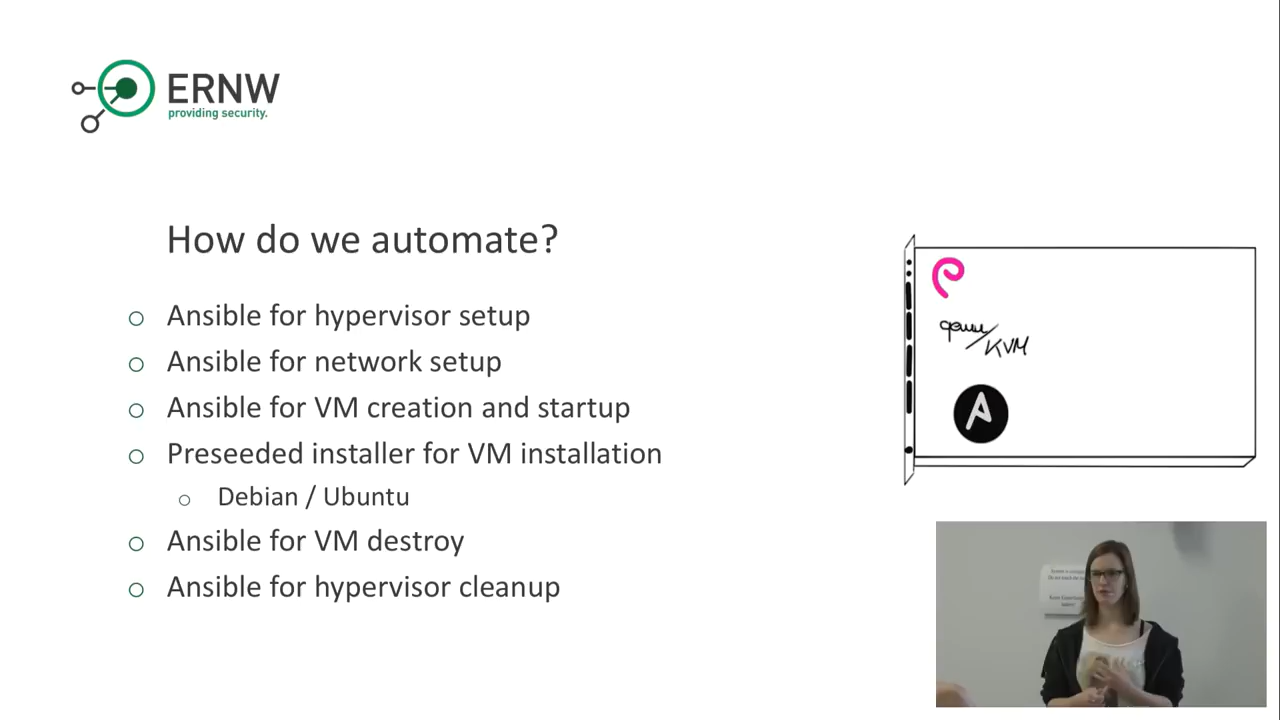 ERNW
providing security.
How do we automate?
Ansible for hypervisor setup
Ansible for network setup
Ansible for VM creation and startup
Preseeded installer for VM installation
Debian / Ubuntu
Ansible for VM destroy
Ansible for hypervisor cleanup
qemu/KVM